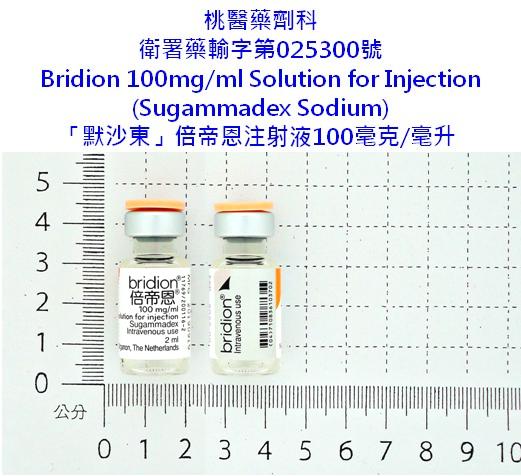 桃醫藥劑科
衛署藥輸字第025300號
Bridion 100mg/ml Solution for Injection
(Sugammadex Sodium)
「默沙東」倍帝恩注射液100毫克/毫升
5
4
3
2
1
0
公分
0 1 2 3 4 5 6 7 8 9 10
bridion®
倍帝恩®
100 mg/ml
olution for injection
Sugammadex
Intravenous use
2 ml
The Netherlands
bridion®
Intravenous use